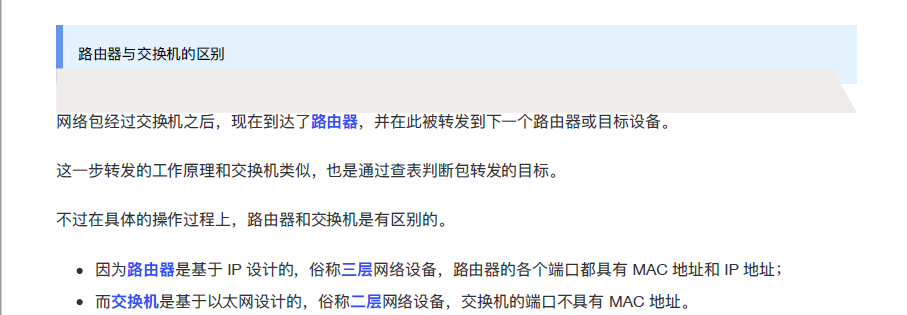 路由器与交换机的区别
网络包经过交换机之后，现在到达了路由器，并在此被转发到下一个路由器或目标设备。
这一步转发的工作原理和交换机类似，也是通过查表判断包转发的目标。
不过在具体的操作过程上，路由器和交换机是有区别的。
因为路由器是基于 IP 设计的，俗称三层网络设备，路由器的各个端口都具有 MAC 地址和 IP 地址；
而交换机是基于以太网设计的，俗称二层网络设备，交换机的端口不具有 MAC 地址。